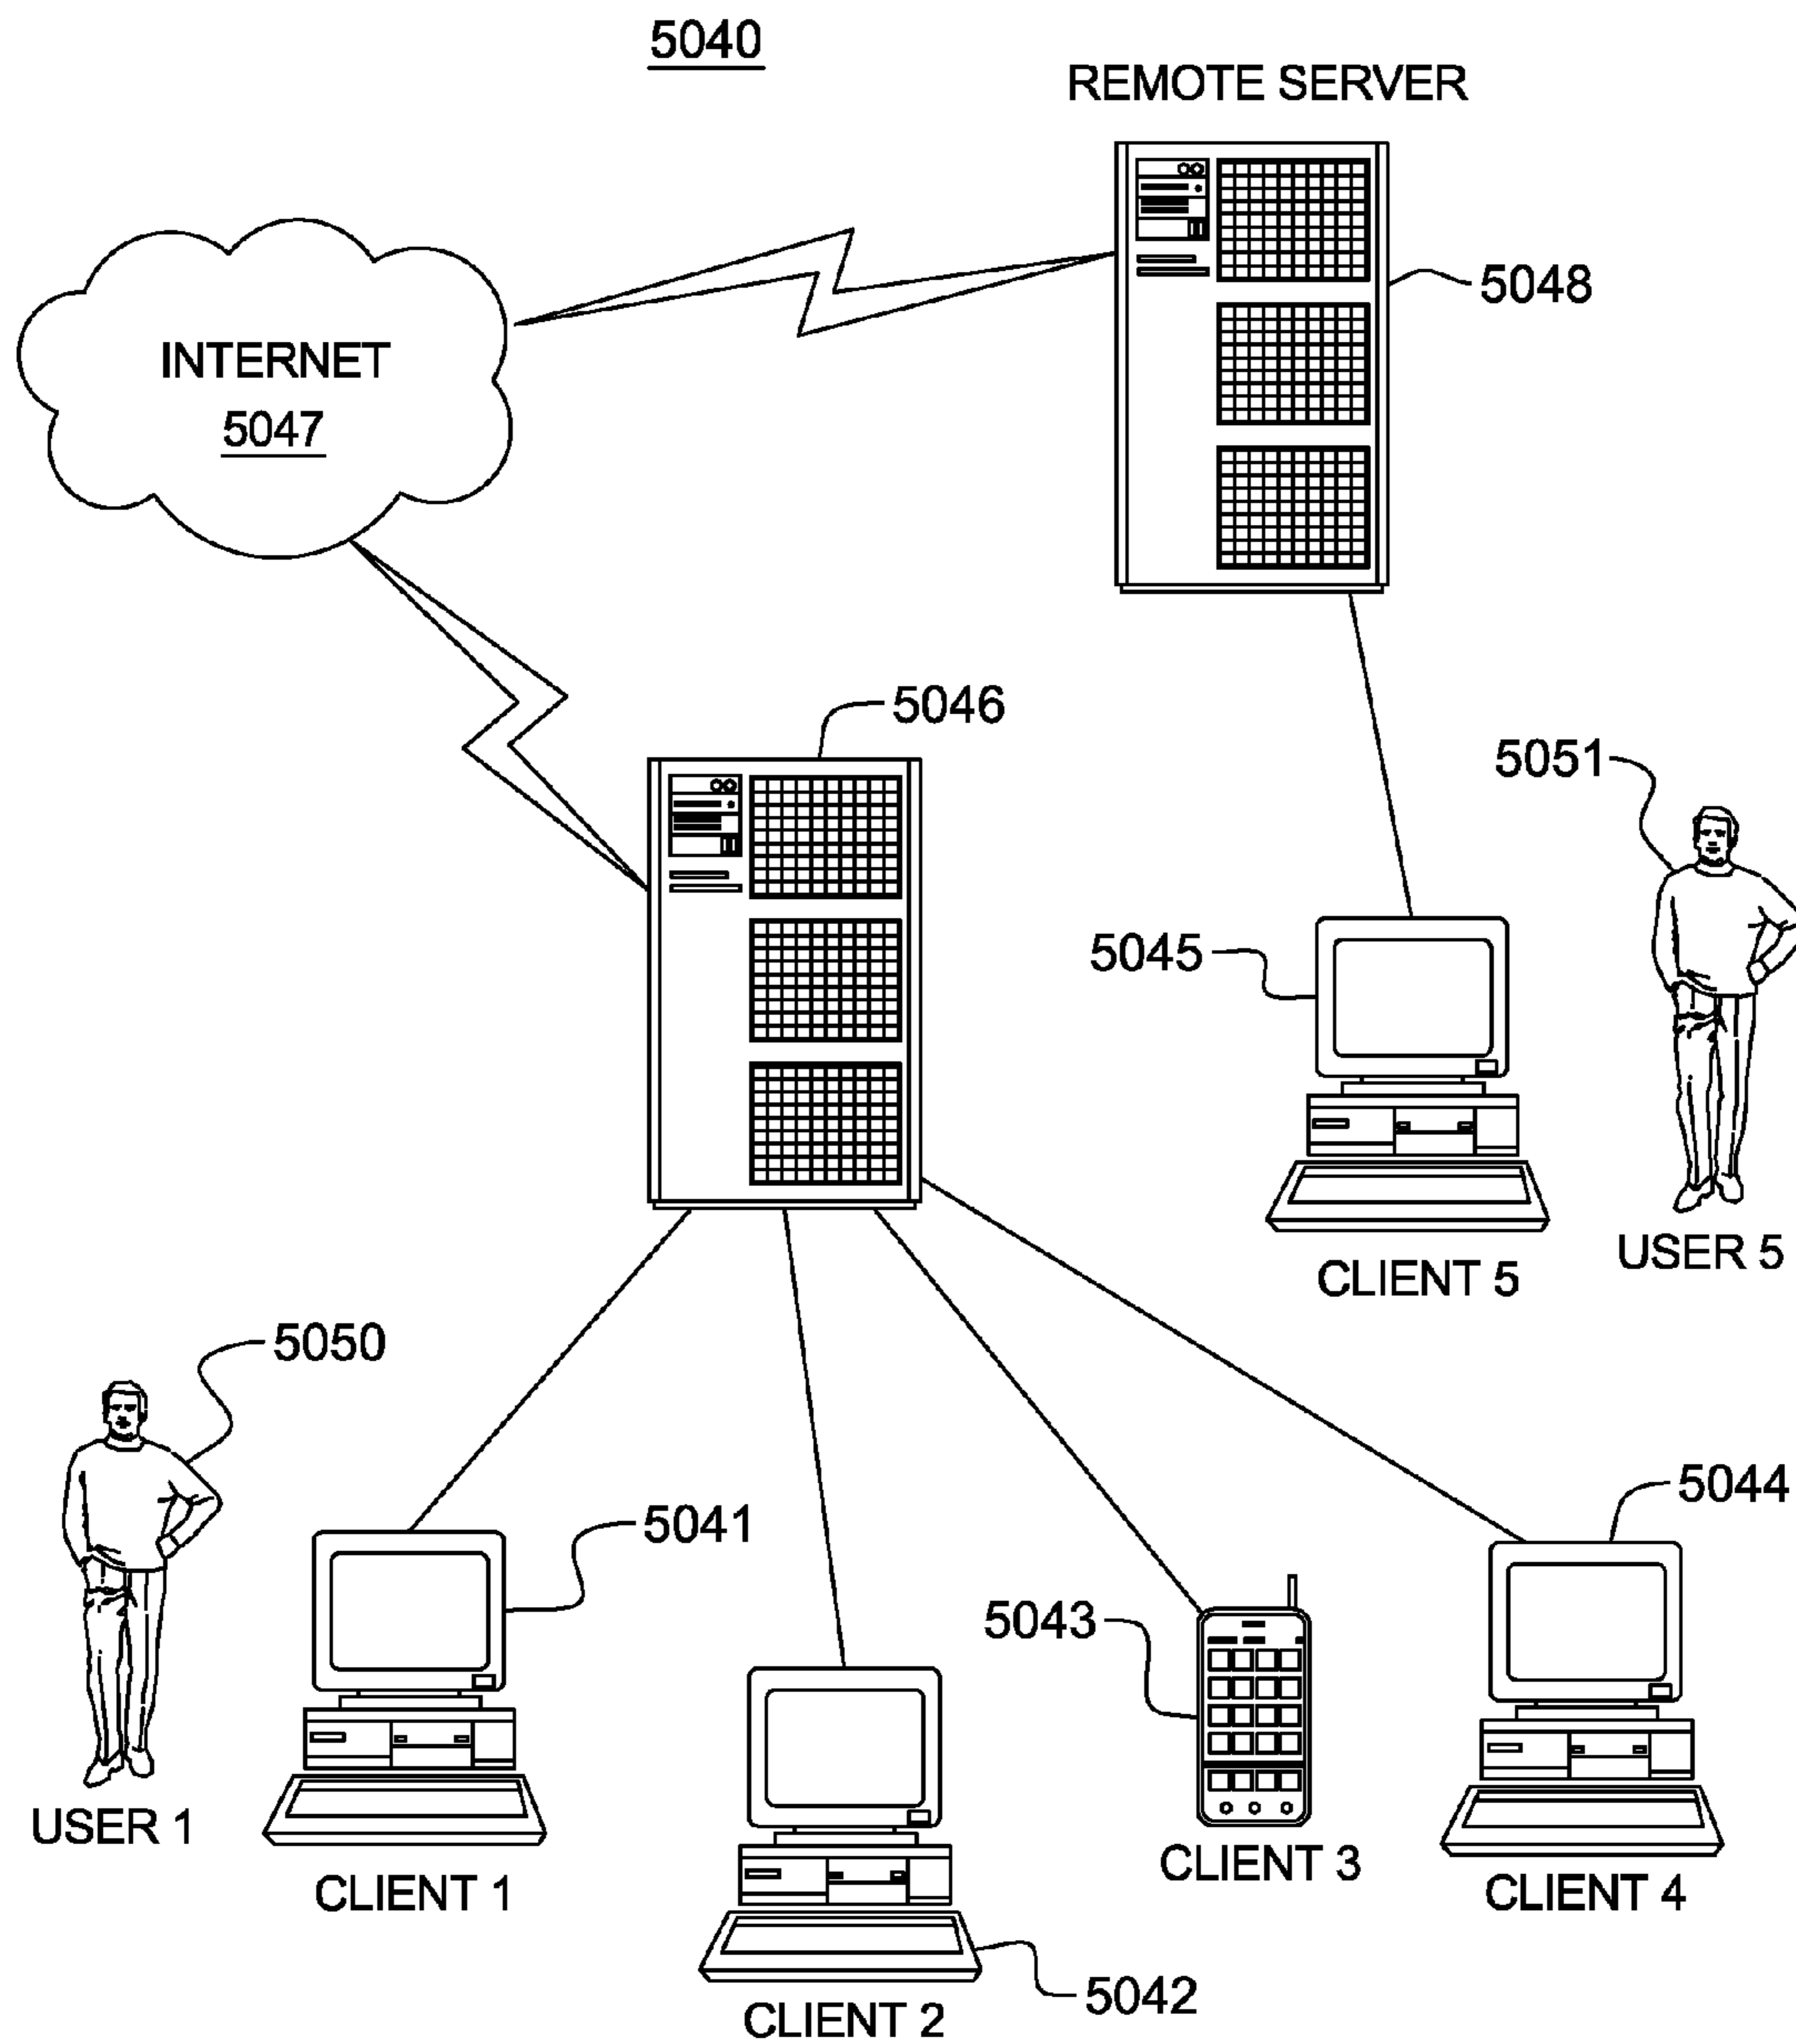 5040
REMOTE SERVER
5048
INTERNET
5047
5046
5051
5045
CLIENT 5
USER 5
5050
5041
5044
5043
USER 1
CLIENT 1
CLIENT 3
CLIENT 4
5042
CLIENT 2